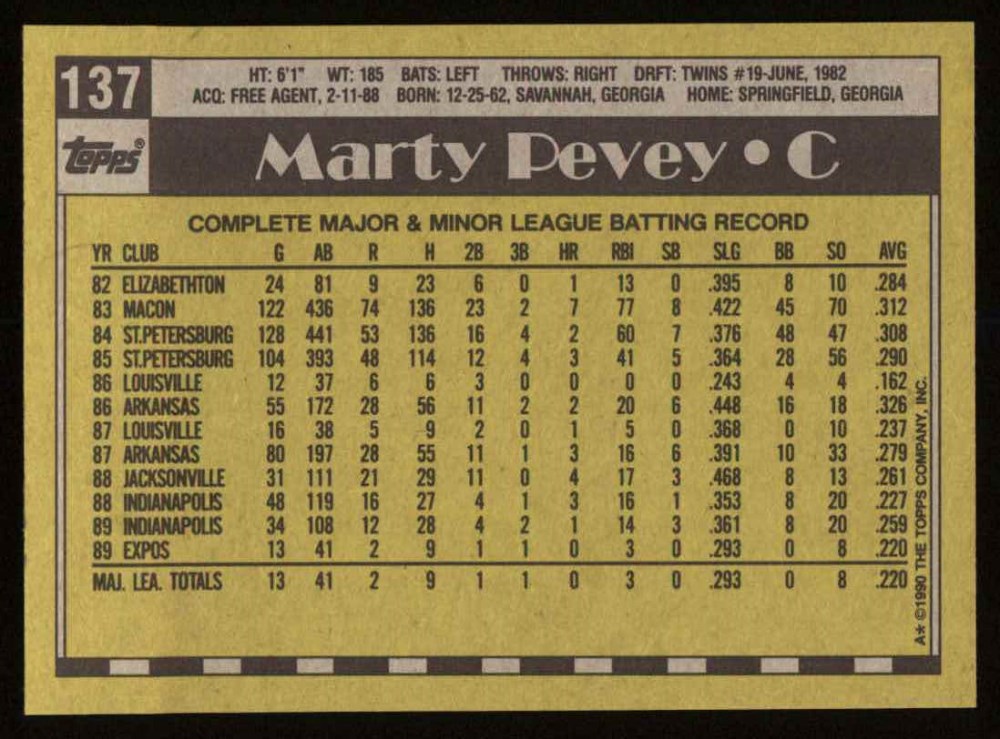 137
HT: 6'1" WT: 185 BATS: LEFT THROWS: RIGHT DRFT: TWINS #19-JUNE, 1982
ACQ: FREE AGENT, 2-11-88 BORN: 12-25-62, SAVANNAH, GEORGIA HOME: SPRINGFIELD, GEORGIA
Topps®
Marty Pevey • C
COMPLETE MAJOR & MINOR LEAGUE BATTING RECORD
YR CLUB G AB R H 2B 3B HR RBI SB SLG BB SO AVG
82 ELIZABETHTON 24 81 9 23 6 0 1 13 0 .395 8 10 .284
83 MACON 122 436 74 136 23 2 7 77 8 .422 45 70 .312
84 ST.PETERSBURG 128 441 53 136 16 4 2 60 7 .376 48 47 .308
85 ST.PETERSBURG 104 393 48 114 12 4 3 41 5 .364 28 56 .290
86 LOUISVILLE 12 37 6 6 3 0 0 0 0 .243 4 4 .162
86 ARKANSAS 55 172 28 56 11 2 2 20 6 .448 16 18 .326
87 LOUISVILLE 16 38 5 9 2 0 1 5 0 .368 0 10 .237
87 ARKANSAS 80 197 28 55 11 1 3 16 6 .391 10 33 .279
88 JACKSONVILLE 31 111 21 29 11 0 4 17 3 .468 8 13 .261
88 INDIANAPOLIS 48 119 16 27 4 1 3 16 1 .353 8 20 .227
89 INDIANAPOLIS 34 108 12 28 4 2 1 14 3 .361 8 20 .259
89 EXPOS 13 41 2 9 1 1 0 3 0 .293 0 8 .220
MAJ. LEA. TOTALS 13 41 2 9 1 1 0 3 0 .293 0 8 .220
A* ©1990 THE TOPPS COMPANY, INC.